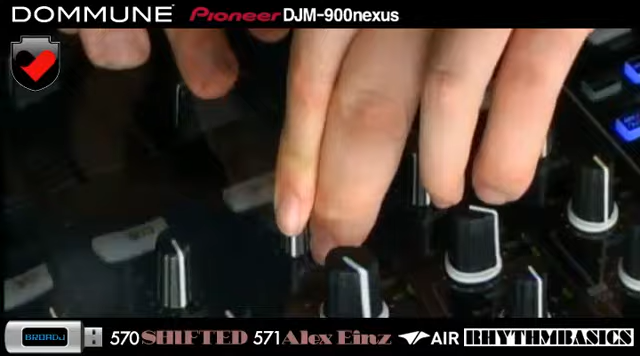 DOMMUNE Pioneer DJM-900nexus
BROADJ 570 SHIFTED 571 Alex Einz AIR RHYTHMBASICS